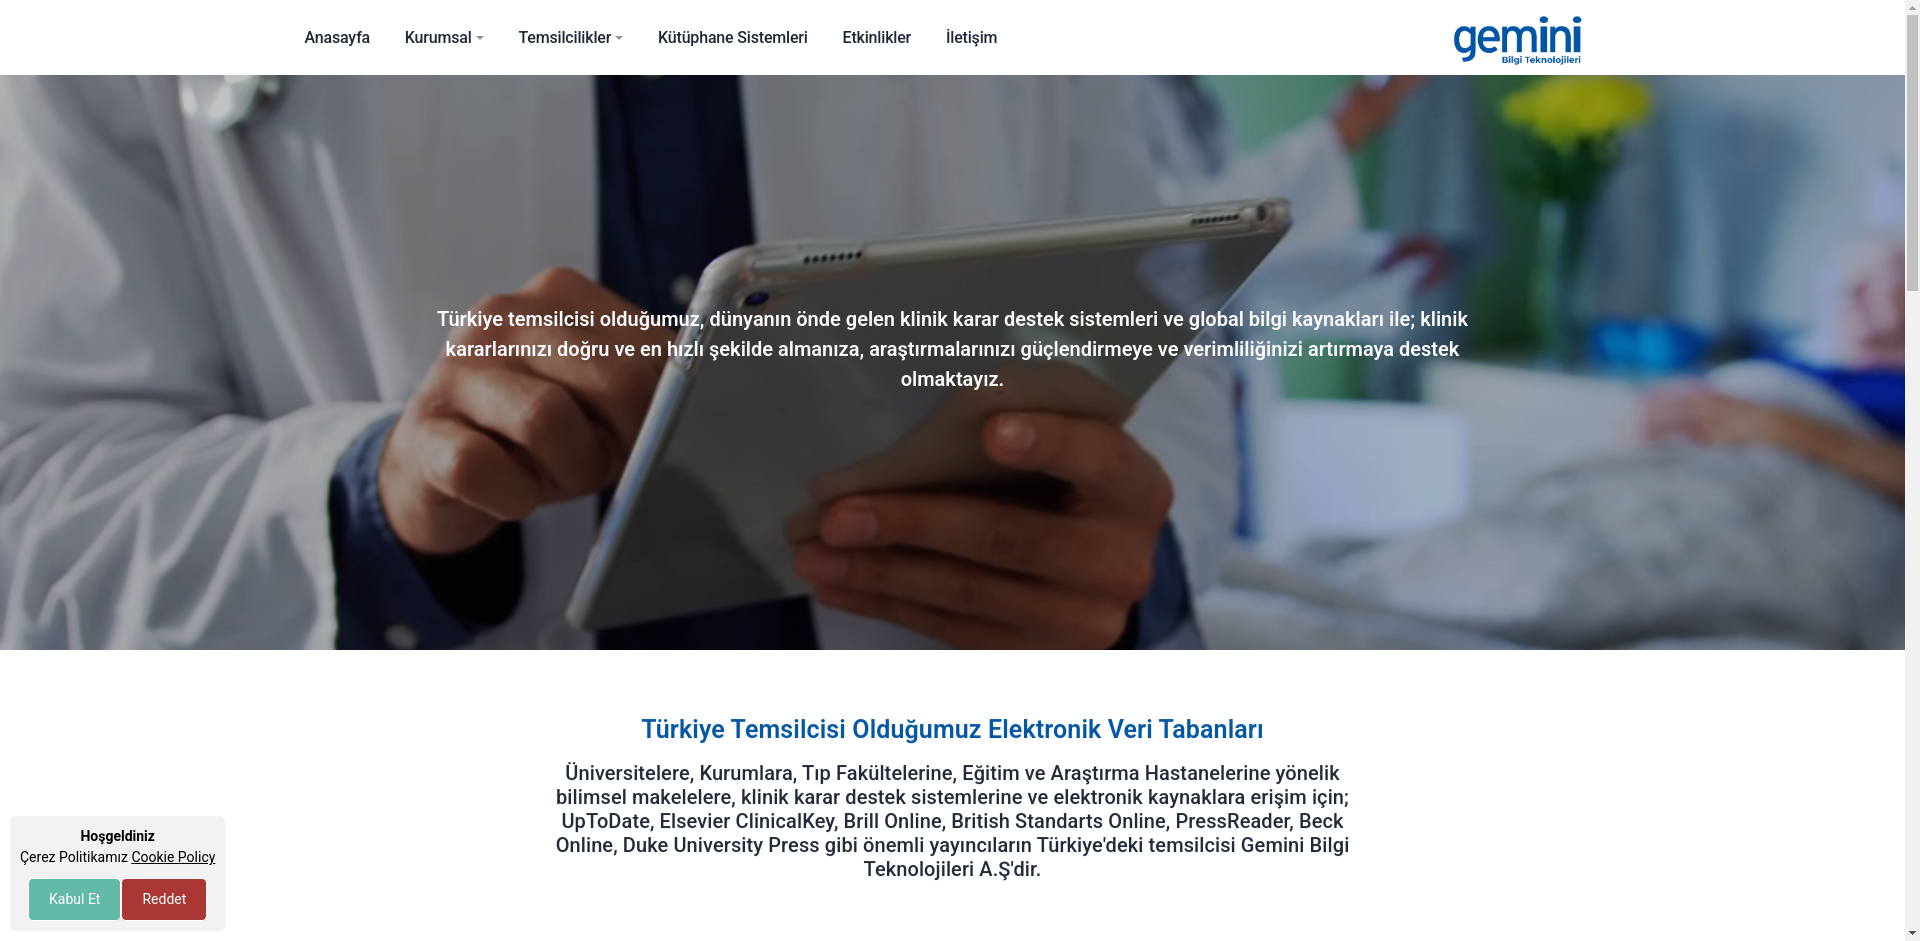 Anasayfa Kurumsal Temsilcilikler Kütüphane Sistemleri Etkinlikler İletişim
gemini
Bilgi Teknolojileri
Türkiye temsilcisi olduğumuz, dünyanın önde gelen klinik karar destek sistemleri ve global bilgi kaynakları ile; klinik
kararlarınızı doğru ve en hızlı şekilde almanıza, araştırmalarınızı güçlendirmeye ve verimliliğinizi artırmaya destek
olmaktayız.
Türkiye Temsilcisi Olduğumuz Elektronik Veri Tabanları
Üniversitelere, Kurumlara, Tıp Fakültelerine, Eğitim ve Araştırma Hastanelerine yönelik
bilimsel makelelere, klinik karar destek sistemlerine ve elektronik kaynaklara erişim için;
UpToDate, Elsevier ClinicalKey, Brill Online, British Standarts Online, PressReader, Beck
Online, Duke University Press gibi önemli yayıncıların Türkiye'deki temsilcisi Gemini Bilgi
Teknolojileri A.Ş'dir.
Hoşgeldiniz
Çerez Politikamız Cookie Policy
Kabul Et Reddet